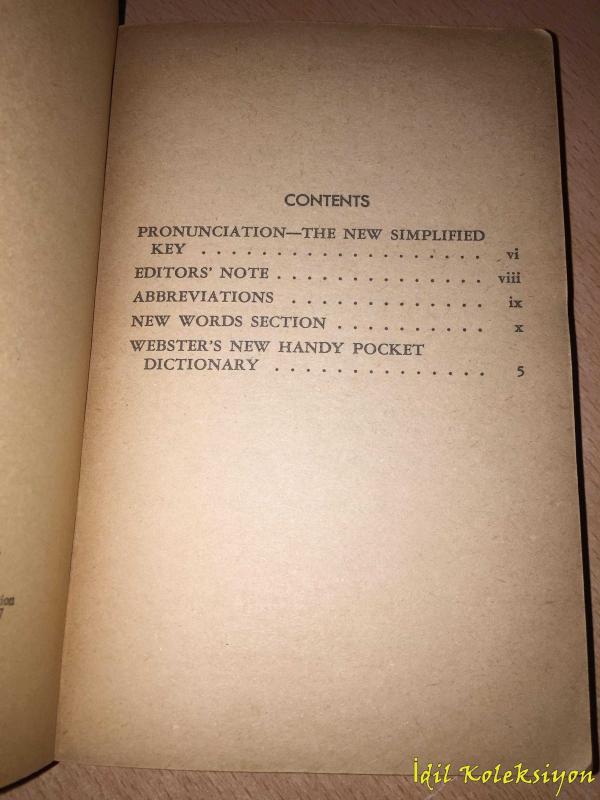 CONTENTS
PRONUNCIATION—THE NEW SIMPLIFIED
KEY . . . . . . . . . . . . . . . . . . . . vi
EDITORS' NOTE . . . . . . . . . . . . . . . viii
ABBREVIATIONS . . . . . . . . . . . . . . ix
NEW WORDS SECTION . . . . . . . . . . . x
WEBSTER'S NEW HANDY POCKET
DICTIONARY . . . . . . . . . . . . . . . 5
İdil Koleksiyon